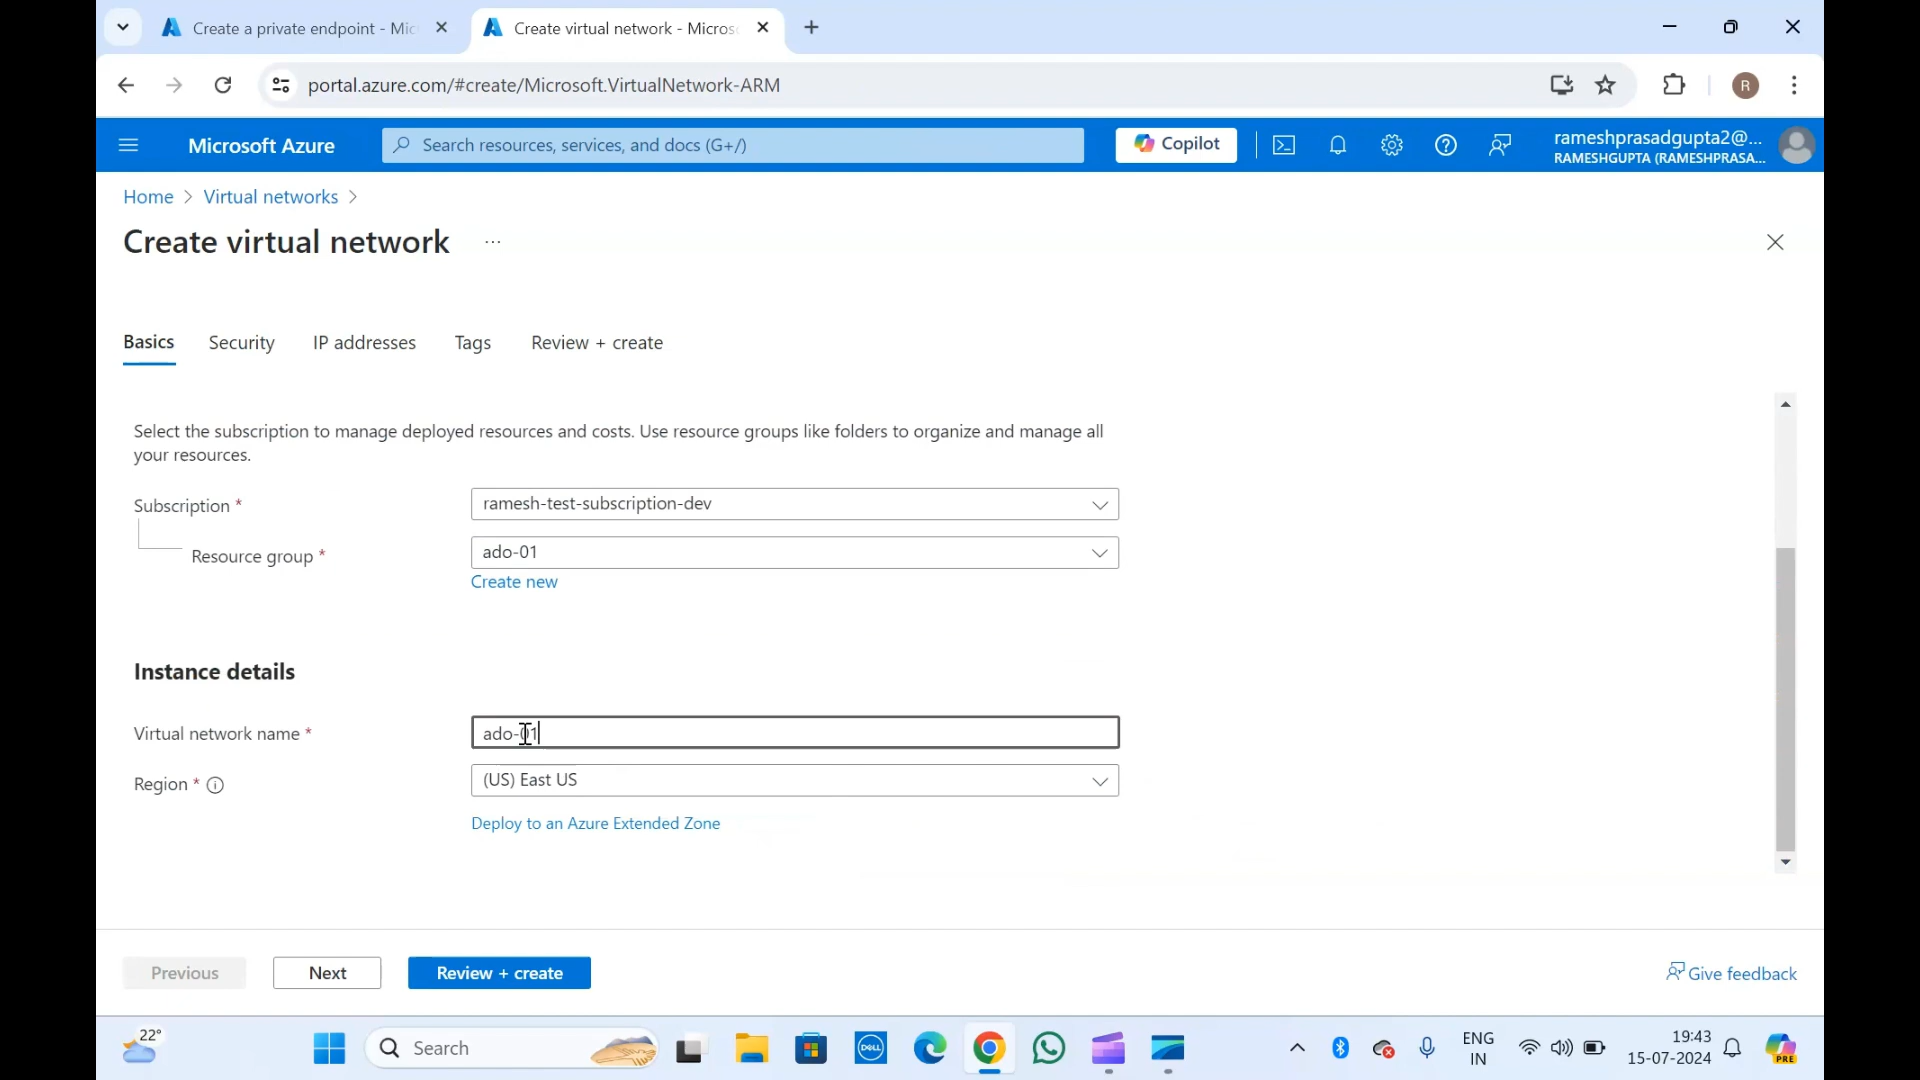 Create a private endpoint - Mic
Create virtual network - Micros
portal.azure.com/#create/Microsoft.VirtualNetwork-ARM
R
Microsoft Azure
Search resources, services, and docs (G+/)
Copilot
rameshprasadgupta2@...
RAMESHGUPTA (RAMESHPRASA...
Home > Virtual networks >
Create virtual network ...
Basics Security IP addresses Tags Review + create
Select the subscription to manage deployed resources and costs. Use resource groups like folders to organize and manage all
your resources.
Subscription * ramesh-test-subscription-dev
Resource group * ado-01
Create new
Instance details
Virtual network name * ado-01
Region * (US) East US
Deploy to an Azure Extended Zone
Previous Next Review + create Give feedback
22°
Search
DELL
ENG
IN
19:43
15-07-2024
PRE